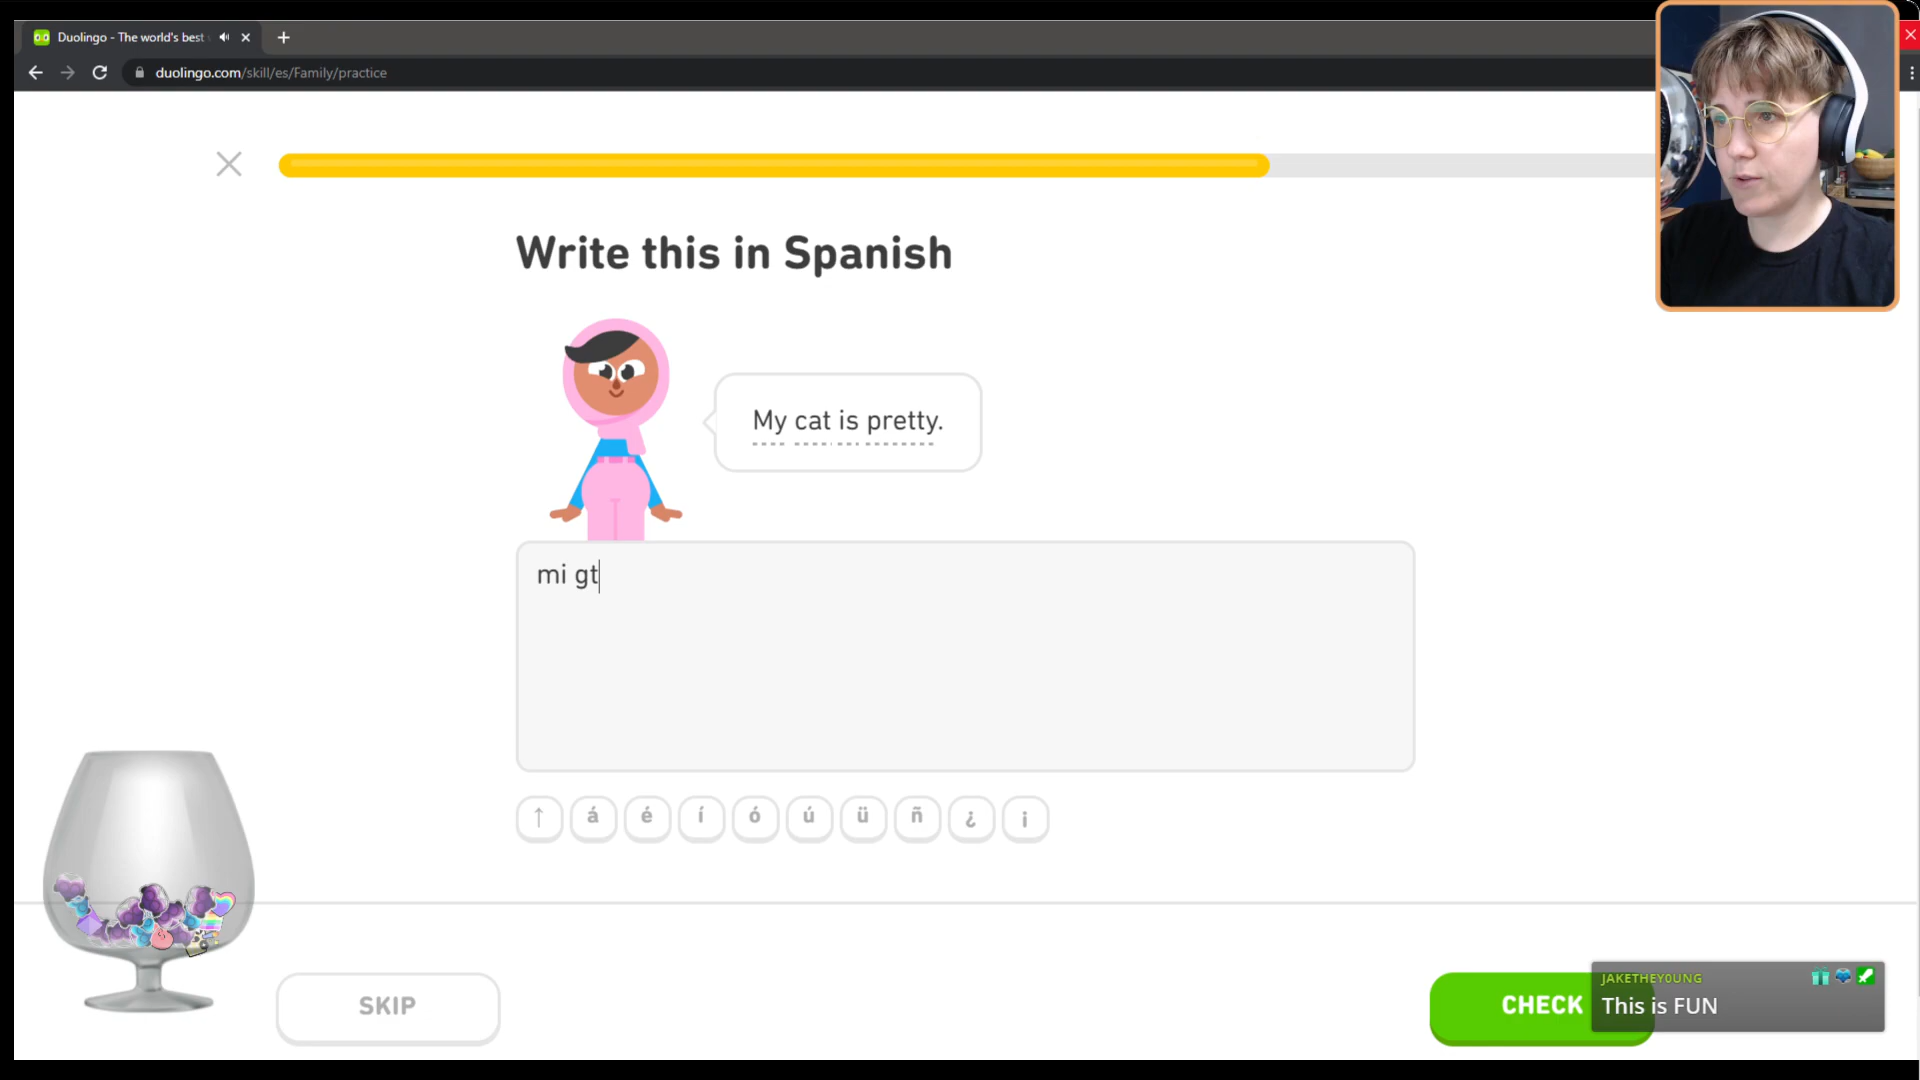 Duolingo - The world's best
duolingo.com/skill/es/Family/practice
Write this in Spanish
My cat is pretty.
mi gt
↑ á é í ó ú ü ñ ¿ ¡
SKIP
CHECK
JAKETHEY0UNG
This is FUN